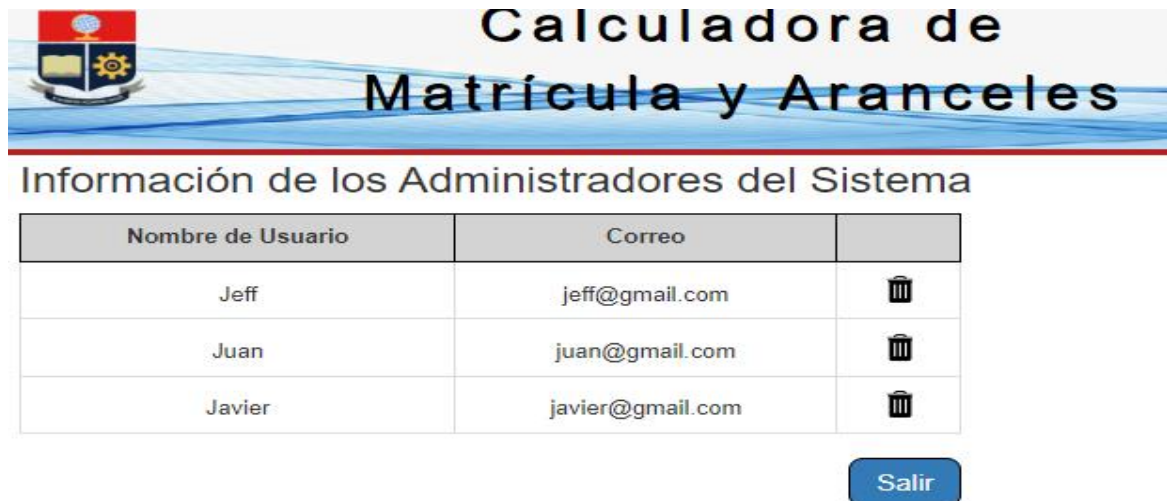 Calculadora de
Matrícula y Aranceles
Información de los Administradores del Sistema
Nombre de Usuario Correo
Jeff jeff@gmail.com
Juan juan@gmail.com
Javier javier@gmail.com
Salir